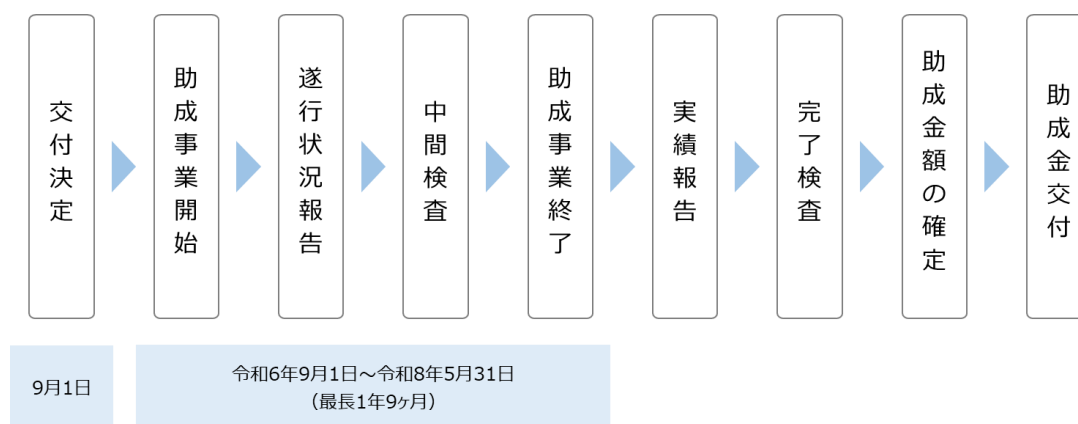 交付決定
助成事業開始
遂行状況報告
中間検査
助成事業終了
実績報告
完了検査
助成金額の確定
助成金交付
9月1日
令和6年9月1日～令和8年5月31日
（最長1年9ヶ月）